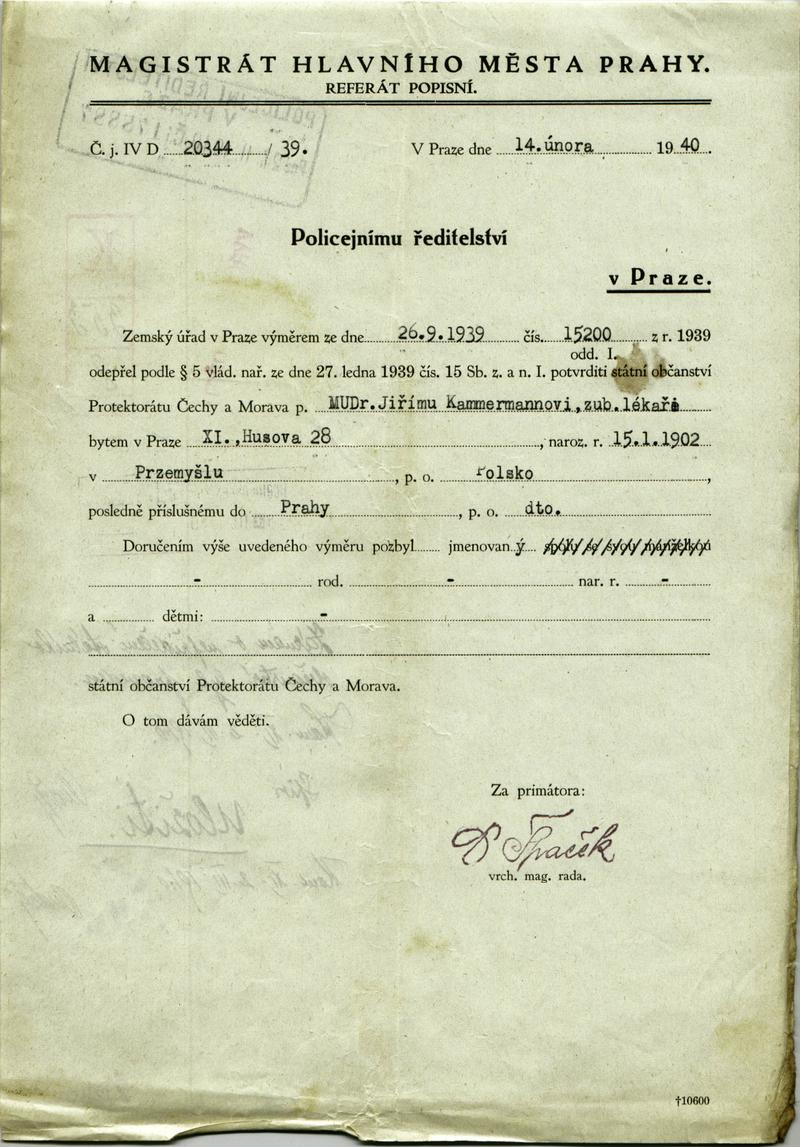 MAGISTRÁT HLAVNÍHO MĚSTA PRAHY.
REFERÁT POPISNÍ.
Č. j. IV D 20344 / 39.
V Praze dne 14.února 1940.
Policejnímu ředitelství
v Praze.
Zemský úřad v Praze výměrem ze dne 26.9.1939 čís. 15200 z r. 1939
odd. I.
odepřel podle § 5 vlád. nař. ze dne 27. ledna 1939 čís. 15 Sb. z. a n. I. potvrditi státní občanství
Protektorátu Čechy a Morava p. MUDr.Jiřímu Kammermannovi,zub.lékaři
bytem v Praze XI.,Husova 28, naroz. r. 15.1.1902
v Przemyšlu, p. o. Polsko,
posledně příslušnému do Prahy, p. o. dto.
Doručením výše uvedeného výměru pozbyl jmenovaný
- rod. - nar. r. -
a dětmi: -
státní občanství Protektorátu Čechy a Morava.
O tom dávám věděti.
Za primátora:
Špaček
vrch. mag. rada.
†10600